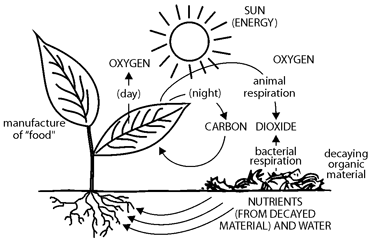 SUN
(ENERGY)
OXYGEN
OXYGEN
(day)
(night)
animal
respiration
manufacture
of "food"
CARBON DIOXIDE
bacterial
respiration
decaying
organic
material
NUTRIENTS
(FROM DECAYED
MATERIAL) AND WATER